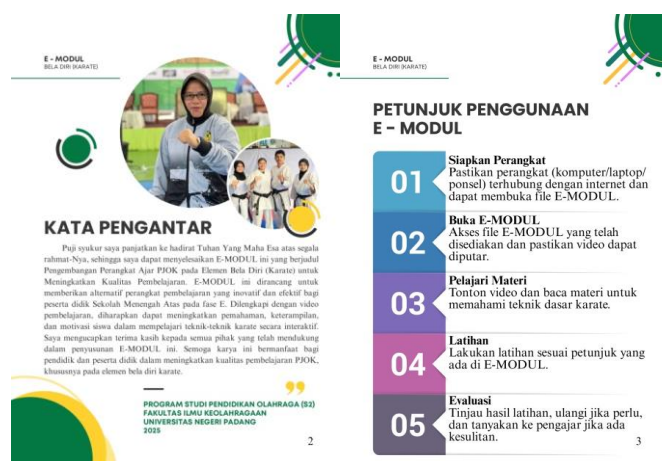 E - MODUL
BELA DIRI (KARATE)
KATA PENGANTAR
Puji syukur saya panjatkan ke hadirat Tuhan Yang Maha Esa atas segala
rahmat-Nya, sehingga saya dapat menyelesaikan E-MODUL ini yang berjudul
Pengembangan Perangkat Ajar PJOK pada Elemen Bela Diri (Karate) untuk
Meningkatkan Kualitas Pembelajaran. E-MODUL ini dirancang untuk
memberikan alternatif perangkat pembelajaran yang inovatif dan efektif bagi
peserta didik Sekolah Menengah Atas pada fase E. Dilengkapi dengan video
pembelajaran, diharapkan dapat meningkatkan pemahaman, keterampilan,
dan motivasi siswa dalam mempelajari teknik-teknik karate secara interaktif.
Saya mengucapkan terima kasih kepada semua pihak yang telah mendukung
dalam penyusunan E-MODUL ini. Semoga karya ini bermanfaat bagi
pendidik dan peserta didik dalam meningkatkan kualitas pembelajaran PJOK,
khususnya pada elemen bela diri karate.
PROGRAM STUDI PENDIDIKAN OLAHRAGA (S2)
FAKULTAS ILMU KEOLAHRAGAAN
UNIVERSITAS NEGERI PADANG
2025
2
E - MODUL
BELA DIRI (KARATE)
PETUNJUK PENGGUNAAN
E - MODUL
01
Siapkan Perangkat
Pastikan perangkat (komputer/laptop/
ponsel) terhubung dengan internet dan
dapat membuka file E-MODUL.
02
Buka E-MODUL
Akses file E-MODUL yang telah
disediakan dan pastikan video dapat
diputar.
03
Pelajari Materi
Tonton video dan baca materi untuk
memahami teknik dasar karate.
04
Latihan
Lakukan latihan sesuai petunjuk yang
ada di E-MODUL.
05
Evaluasi
Tinjau hasil latihan, ulangi jika perlu,
dan tanyakan ke pengajar jika ada
kesulitan.
3